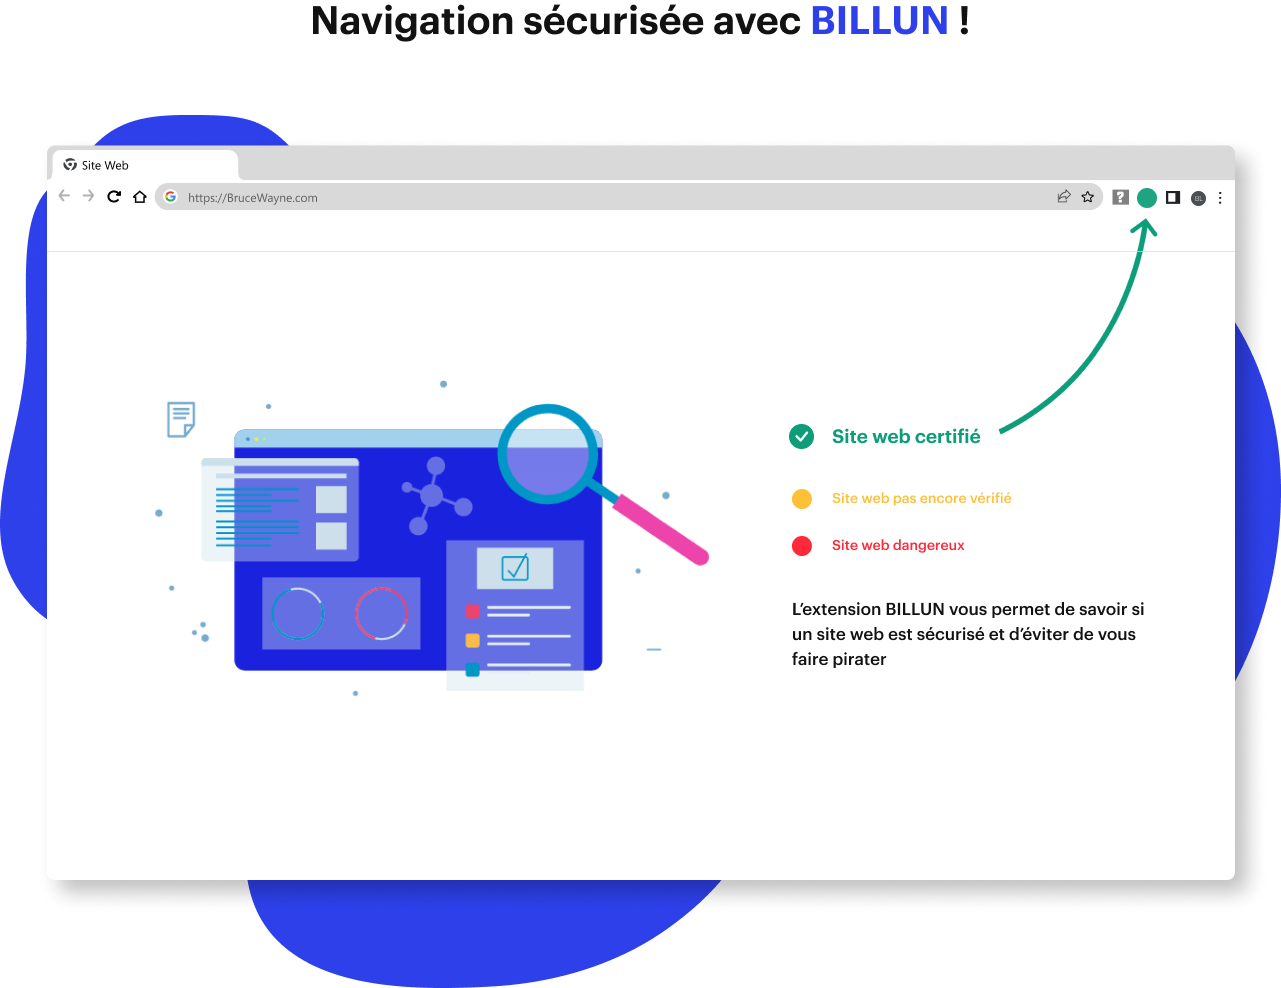 Navigation sécurisée avec BILLUN !
Site Web
https://BruceWayne.com
?
BL
Site web certifié
Site web pas encore vérifié
Site web dangereux
L’extension BILLUN vous permet de savoir si
un site web est sécurisé et d’éviter de vous
faire pirater